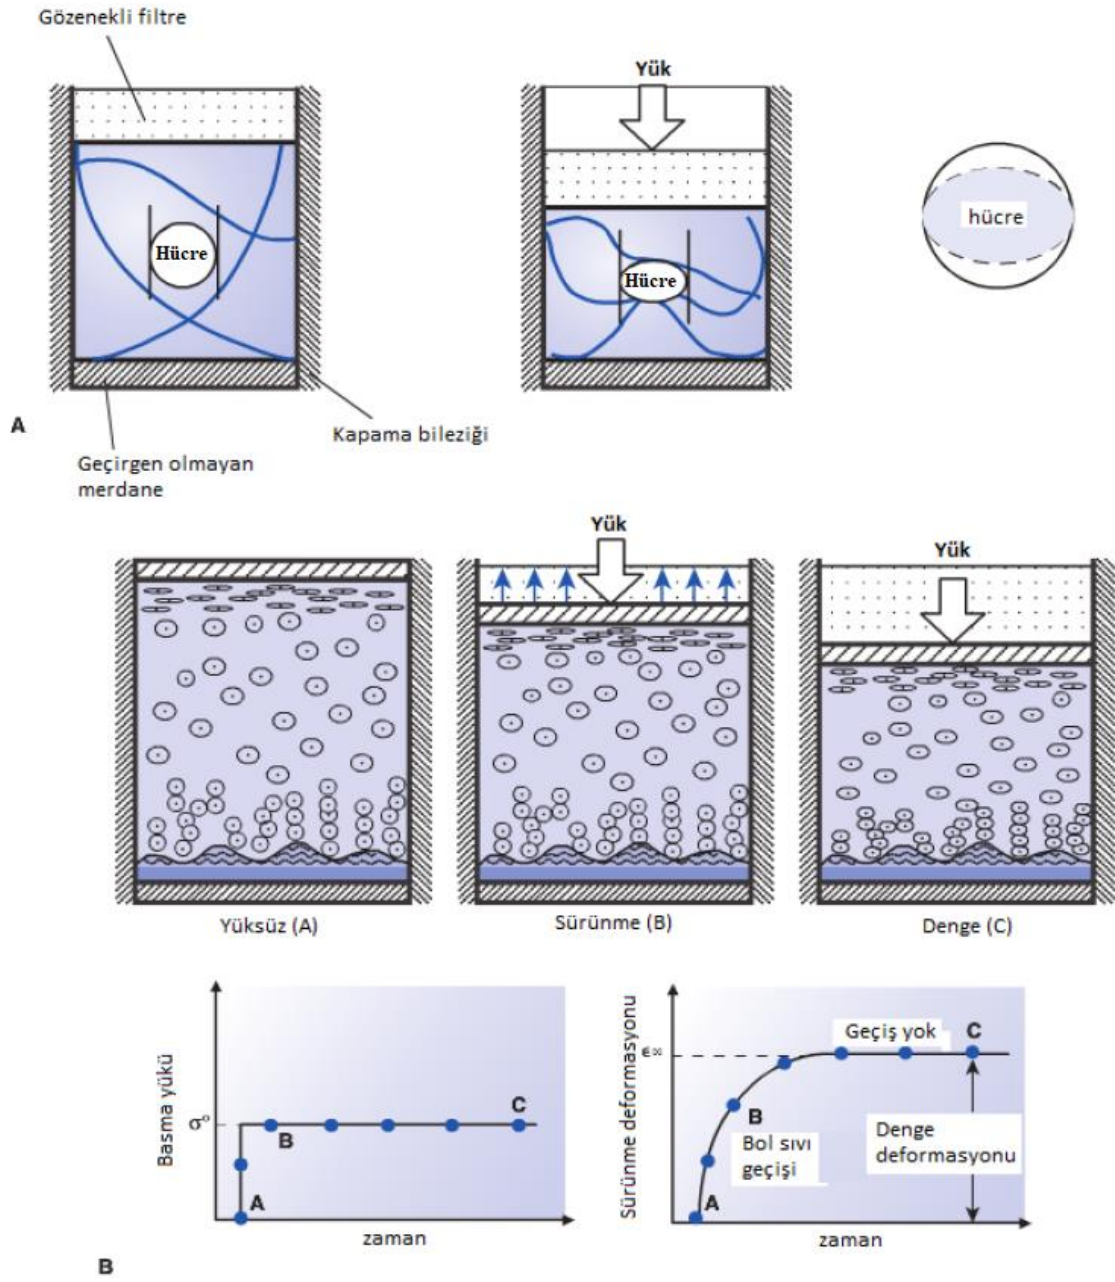 Gözenekli filtre
Yük
Hücre
Hücre
hücre
A
Kapama bileziği
Geçirgen olmayan
merdane
Yük
Yük
Yüksüz (A)
Sürünme (B)
Denge (C)
Basma yükü
σ⁰
A
B
C
zaman
Sürünme deformasyonu
ϵ∞
Geçiş yok
C
B
Bol sıvı
geçişi
Denge
deformasyonu
A
zaman
B